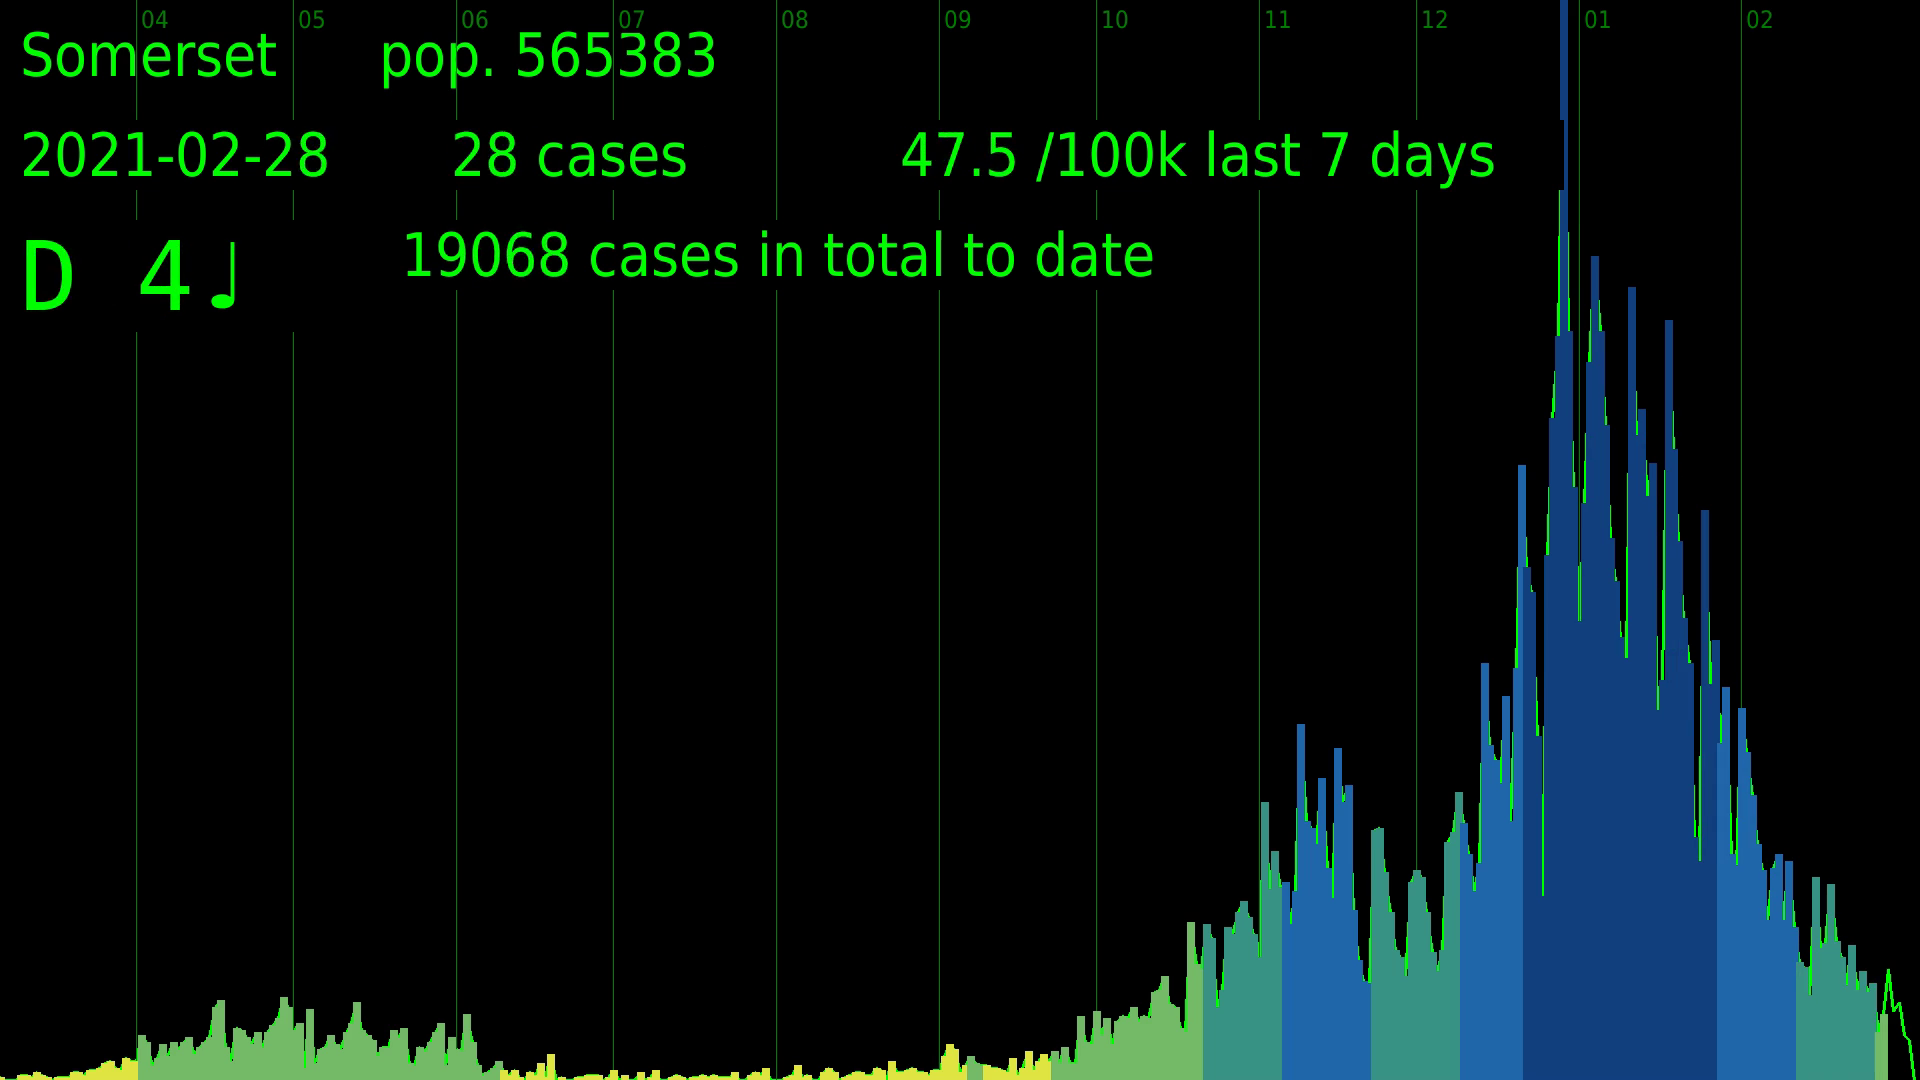 04 05 06 07 08 09 10 11 12 01 02
Somerset pop. 565383
2021-02-28 28 cases 47.5 /100k last 7 days
D 4♩ 19068 cases in total to date